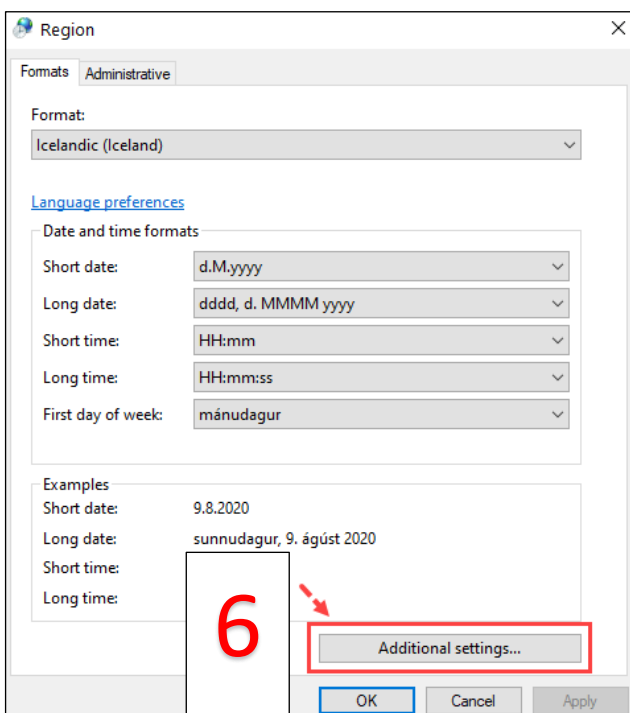 Region
Formats Administrative
Format:
Icelandic (Iceland)
Language preferences
Date and time formats
Short date: d.M.yyyy
Long date: dddd, d. MMMM yyyy
Short time: HH:mm
Long time: HH:mm:ss
First day of week: mánudagur
Examples
Short date: 9.8.2020
Long date: sunnudagur, 9. ágúst 2020
Short time:
Long time:
6
Additional settings...
OK Cancel Apply